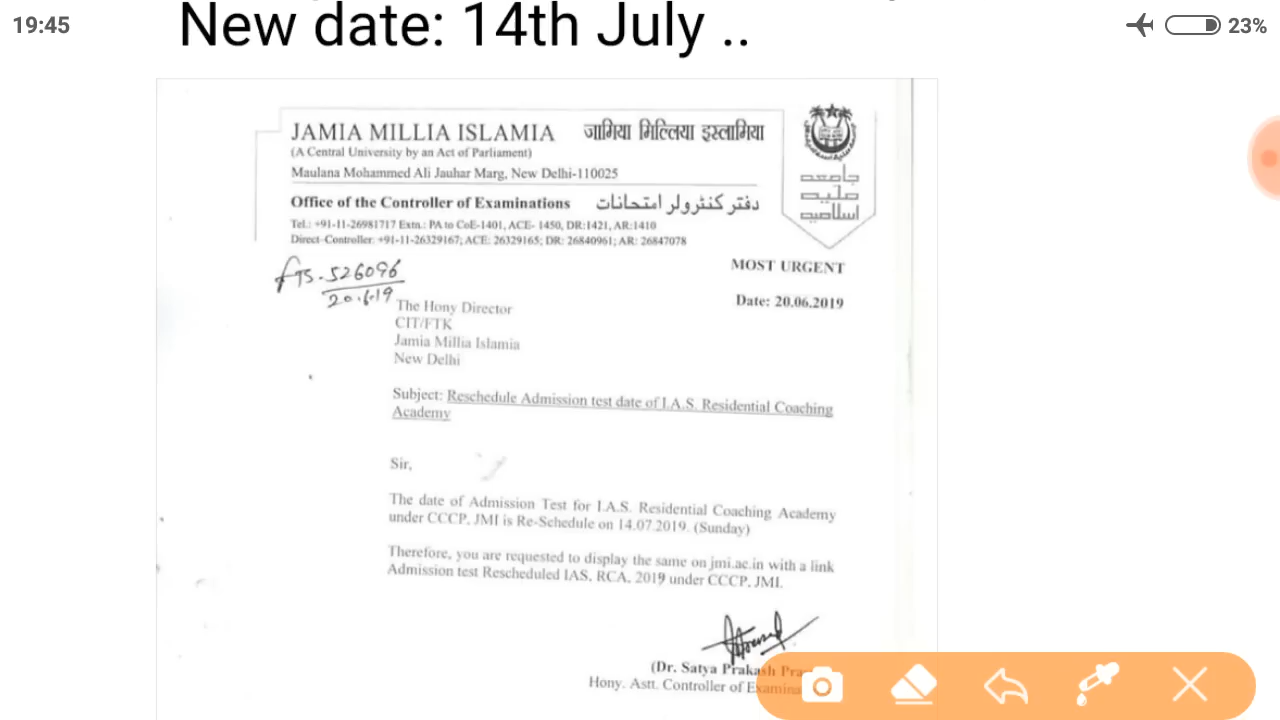 19:45
New date: 14th July ..
23%
JAMIA MILLIA ISLAMIA जामिया मिल्लिया इस्लामिया
(A Central University by an Act of Parliament)
Maulana Mohammed Ali Jauhar Marg, New Delhi-110025
Office of the Controller of Examinations دفتر کنٹرولر امتحانات
Tel.: +91-11-26981717 Extn.: PA to CoE-1401, ACE- 1450, DR:1421, AR:1410
Direct-Controller: +91-11-26329167; ACE: 26329165; DR: 26840961; AR: 26847078
جامعہ
ملیہ
اسلامیہ
MOST URGENT
fTS.526096
20.6.19
Date: 20.06.2019
The Hony Director
CIT/FTK
Jamia Millia Islamia
New Delhi
Subject: Reschedule Admission test date of I.A.S. Residential Coaching
Academy
Sir,
The date of Admission Test for I.A.S. Residential Coaching Academy
under CCCP, JMI is Re-Schedule on 14.07.2019. (Sunday)
Therefore, you are requested to display the same on jmi.ac.in with a link
Admission test Rescheduled IAS, RCA, 2019 under CCCP, JMI.
(Dr. Satya Prakash
Hony. Astt. Controller of